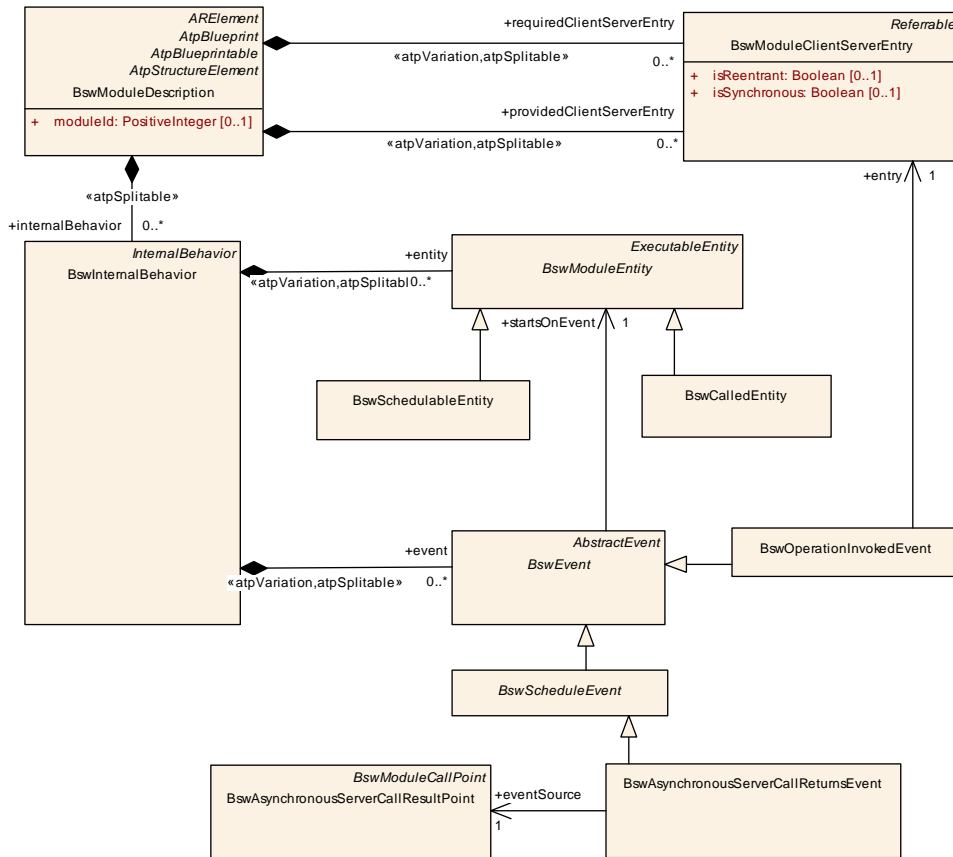 ARElement
AtpBlueprint
AtpBlueprintable
AtpStructureElement
BswModuleDescription
+ moduleId: PositiveInteger [0..1]
+requiredClientServerEntry
«atpVariation,atpSplitable»
0..*
Referrable
BswModuleClientServerEntry
+ isReentrant: Boolean [0..1]
+ isSynchronous: Boolean [0..1]
+providedClientServerEntry
«atpVariation,atpSplitable»
0..*
+entry
1
«atpSplitable»
+internalBehavior
0..*
InternalBehavior
BswInternalBehavior
+entity
«atpVariation,atpSplitabl
0..*
ExecutableEntity
BswModuleEntity
+startsOnEvent
1
BswSchedulableEntity
BswCalledEntity
+event
«atpVariation,atpSplitable»
0..*
AbstractEvent
BswEvent
BswOperationInvokedEvent
BswScheduleEvent
BswModuleCallPoint
BswAsynchronousServerCallResultPoint
+eventSource
1
BswAsynchronousServerCallReturnsEvent